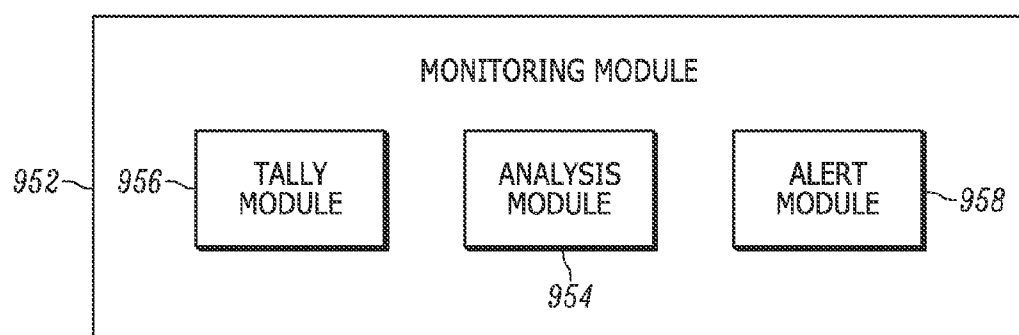 MONITORING MODULE
952
956
TALLY
MODULE
ANALYSIS
MODULE
ALERT
MODULE
958
954